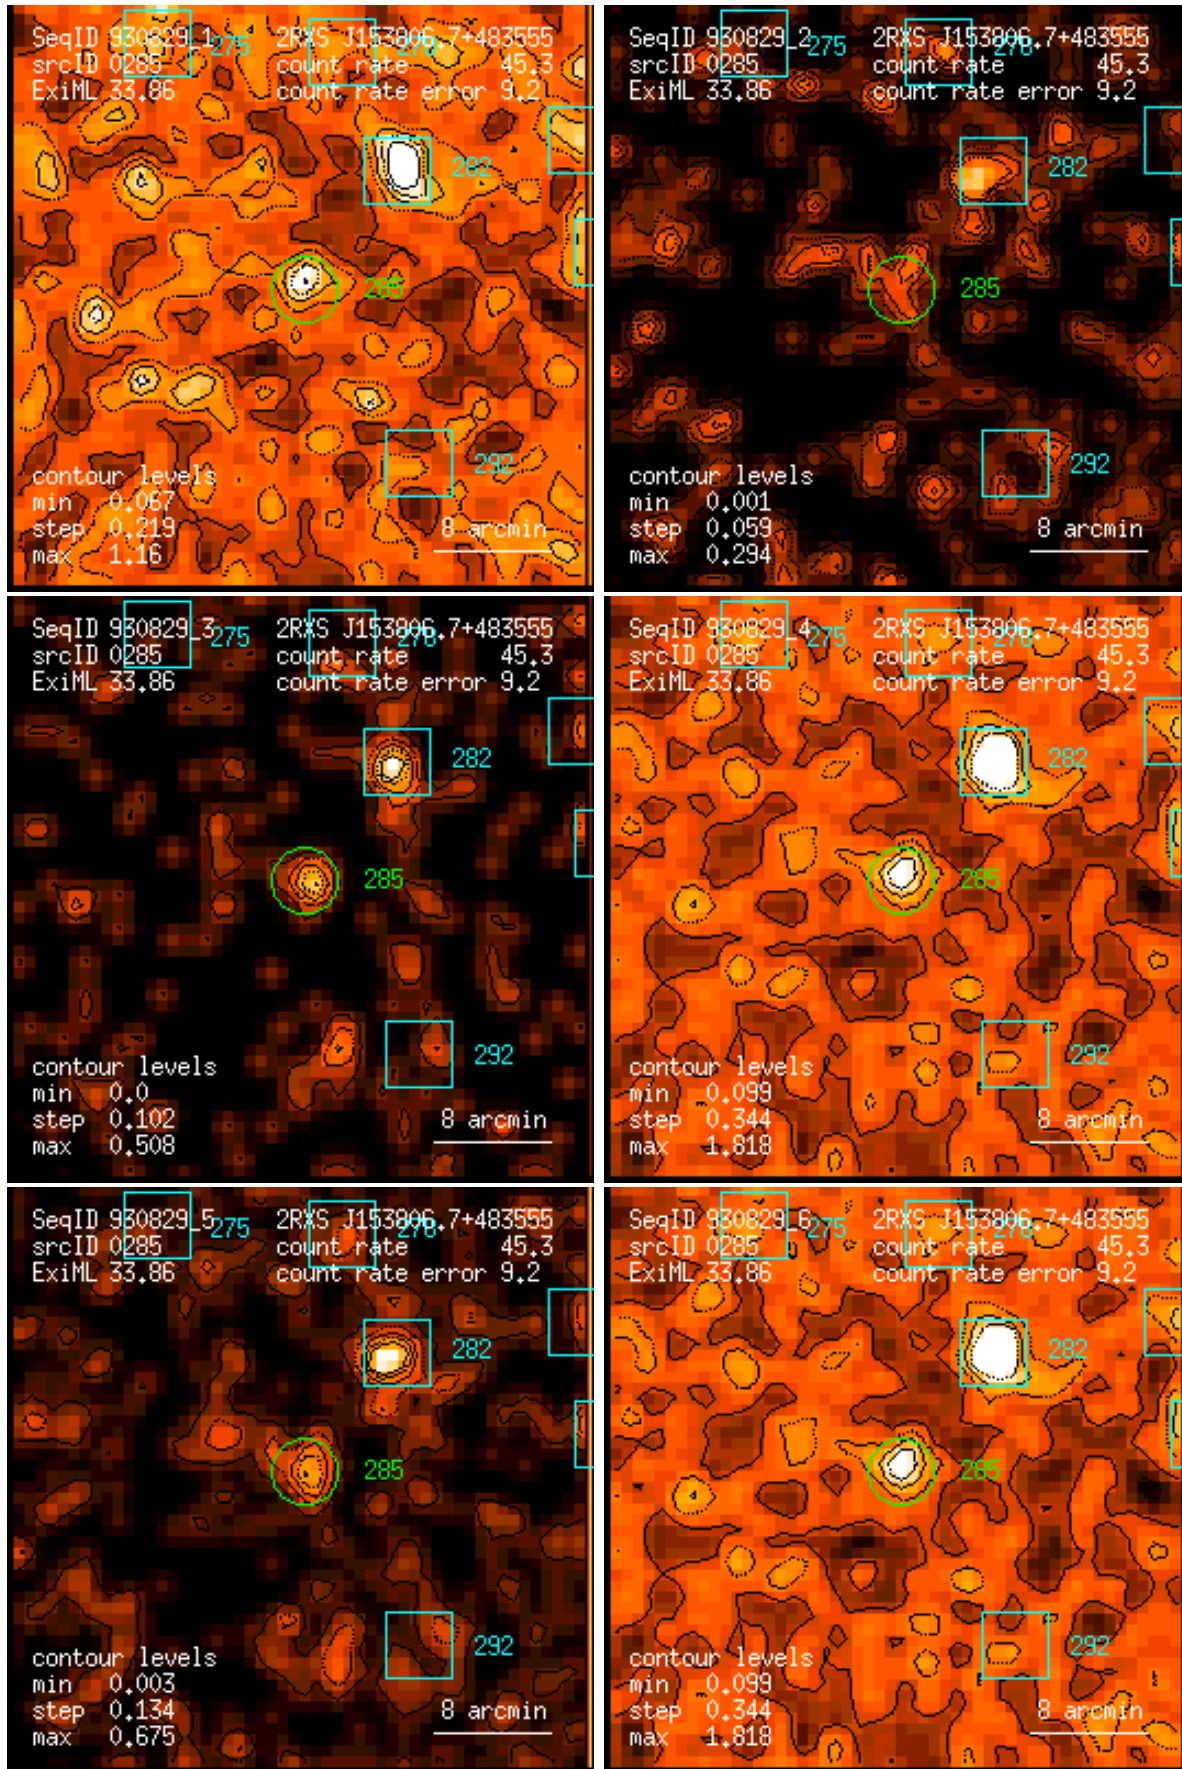 SeqID 930829_1 275 2RXS J153806.7+483555
srcID 0285 count rate 45.3
ExiML 33.86 count rate error 9.2
282
285
292
contour levels
min 0.067
step 0.219
max 1.16
8 arcmin
SeqID 930829_2 275 2RXS J153806.7+483555
srcID 0285 count rate 45.3
ExiML 33.86 count rate error 9.2
282
285
292
contour levels
min 0.001
step 0.059
max 0.294
8 arcmin
SeqID 930829_3 275 2RXS J153806.7+483555
srcID 0285 count rate 45.3
ExiML 33.86 count rate error 9.2
282
285
292
contour levels
min 0.0
step 0.102
max 0.508
8 arcmin
SeqID 930829_4 275 2RXS J153806.7+483555
srcID 0285 count rate 45.3
ExiML 33.86 count rate error 9.2
282
285
292
contour levels
min 0.099
step 0.344
max 1.818
8 arcmin
SeqID 930829_5 275 2RXS J153806.7+483555
srcID 0285 count rate 45.3
ExiML 33.86 count rate error 9.2
282
285
292
contour levels
min 0.003
step 0.134
max 0.675
8 arcmin
SeqID 930829_6 275 2RXS J153806.7+483555
srcID 0285 count rate 45.3
ExiML 33.86 count rate error 9.2
282
285
292
contour levels
min 0.099
step 0.344
max 1.818
8 arcmin